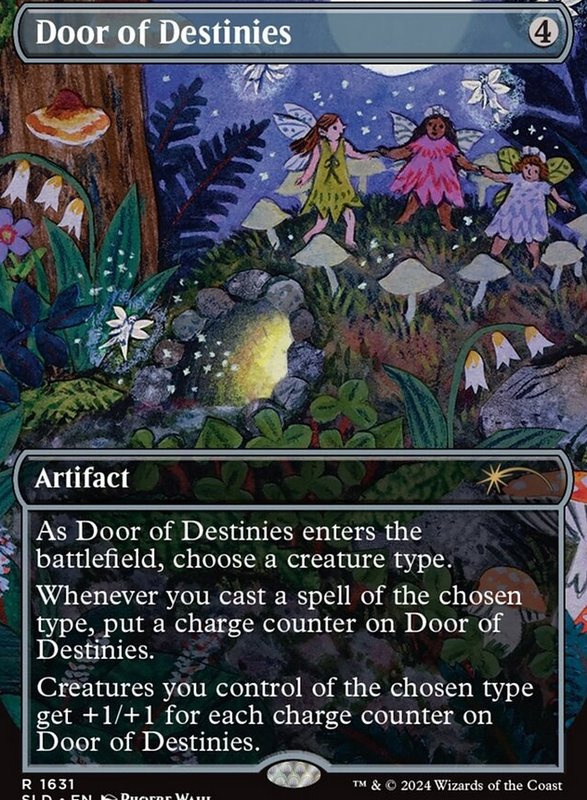 Door of Destinies 4
Artifact
As Door of Destinies enters the
battlefield, choose a creature type.
Whenever you cast a spell of the chosen
type, put a charge counter on Door of
Destinies.
Creatures you control of the chosen type
get +1/+1 for each charge counter on
Door of Destinies.
R 1631
™ & © 2024 Wizards of the Coast
SLD • EN PHOEBE WAHL